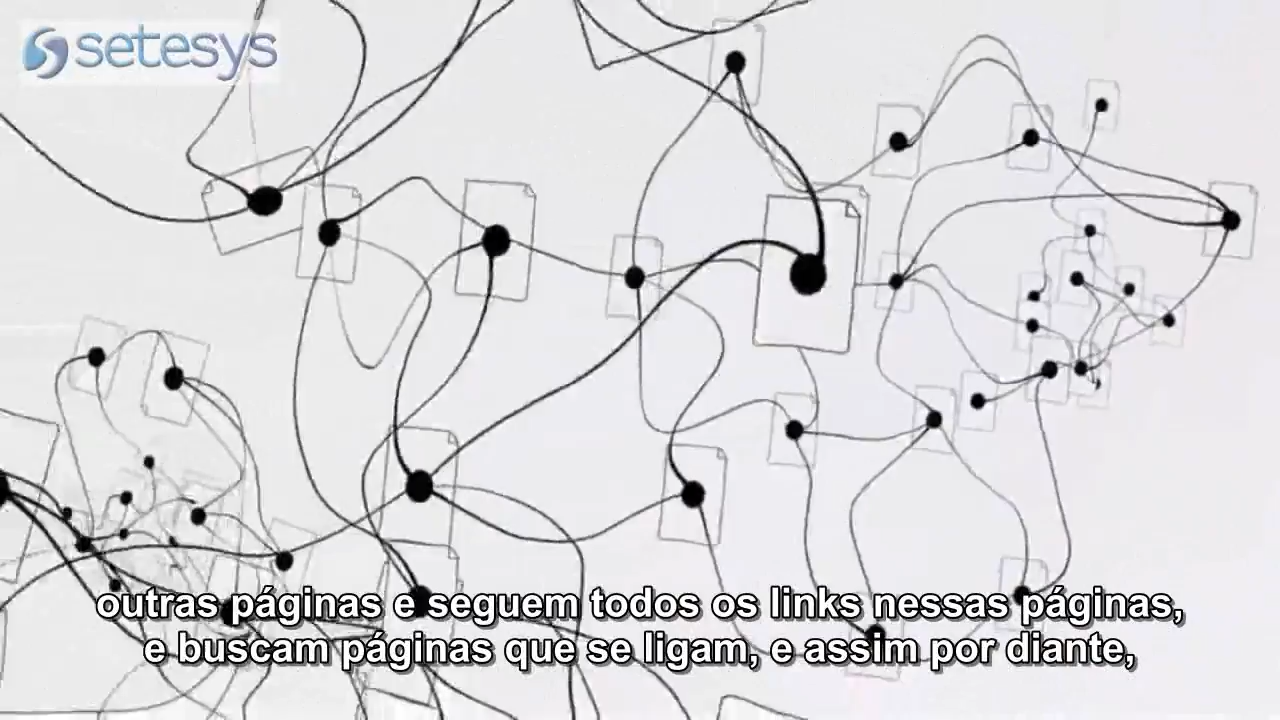 setesys
outras páginas e seguem todos os links nessas páginas,
e buscam páginas que se ligam, e assim por diante,